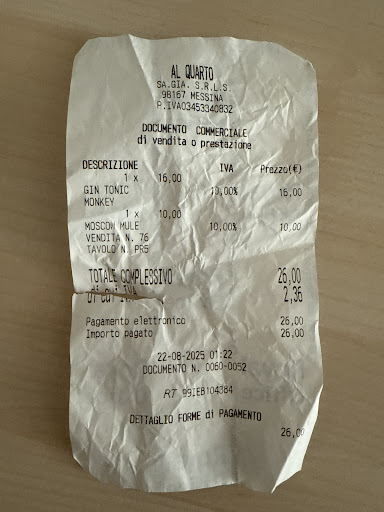 AL QUARTO
SA.GIA. S.R.L.S
98167 MESSINA
P.IVA03453340832
DOCUMENTO COMMERCIALE
di vendita o prestazione
DESCRIZIONE IVA Prezzo(€)
1 x 16,00
GIN TONIC 10,00% 16,00
MONKEY
1 x 10,00
MOSCOW MULE 10,00% 10,00
VENDITA N. 76
TAVOLO N. PR5
TOTALE COMPLESSIVO 26,00
di cui IVA 2,36
Pagamento elettronico 26,00
Importo pagato 26,00
22-08-2025 01:22
DOCUMENTO N. 0060-0052
RT 99IEB104384
DETTAGLIO FORME di PAGAMENTO
26,00